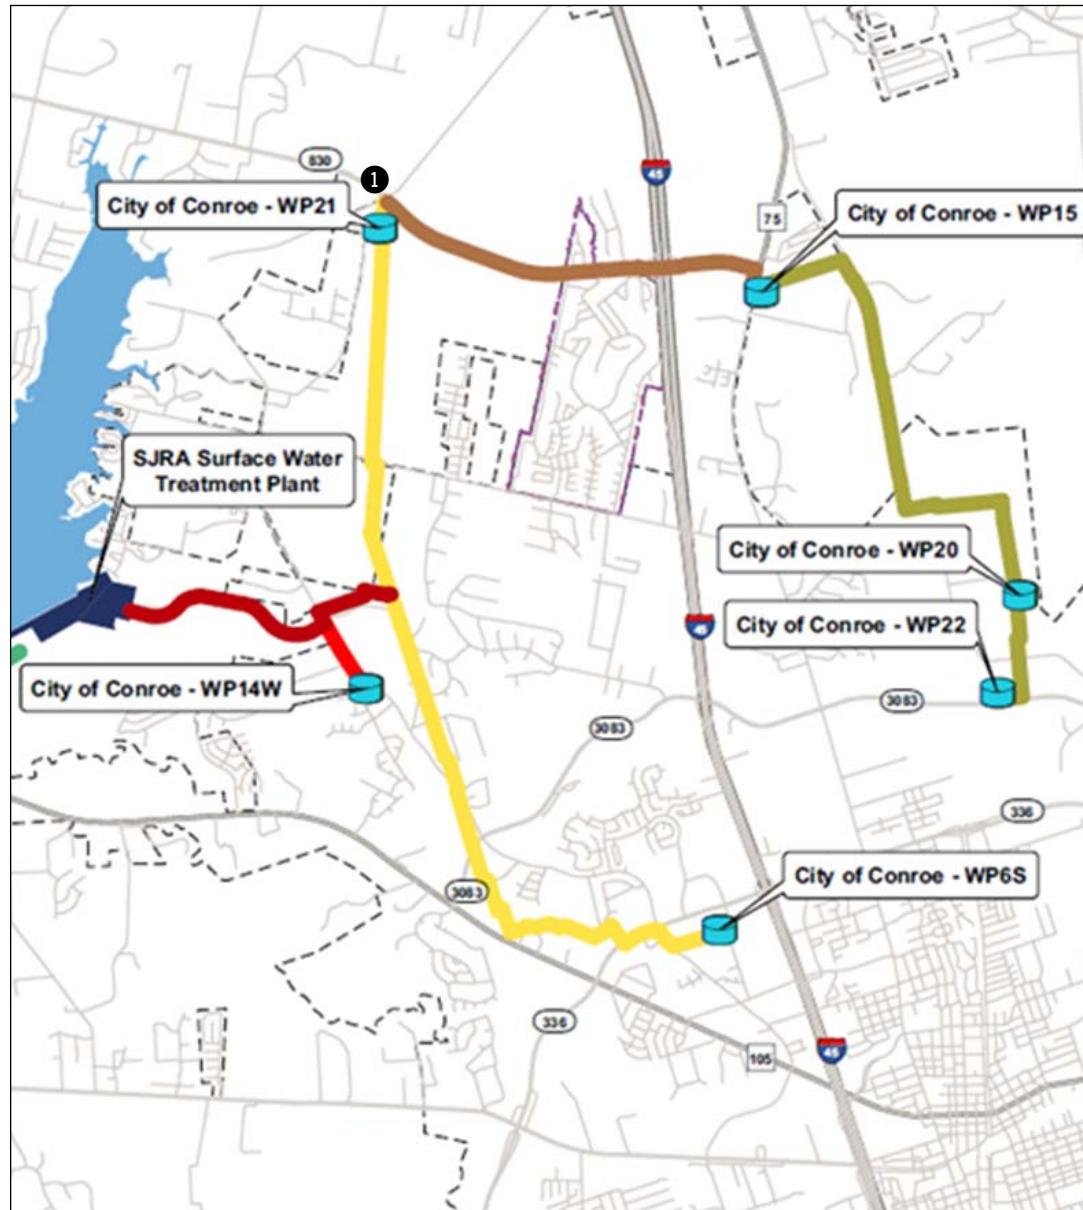 830
1
45
City of Conroe - WP21
75
City of Conroe - WP15
SJRA Surface Water
Treatment Plant
City of Conroe - WP20
City of Conroe - WP22
45
City of Conroe - WP14W
3083
3083
336
City of Conroe - WP6S
3083
336
105
45